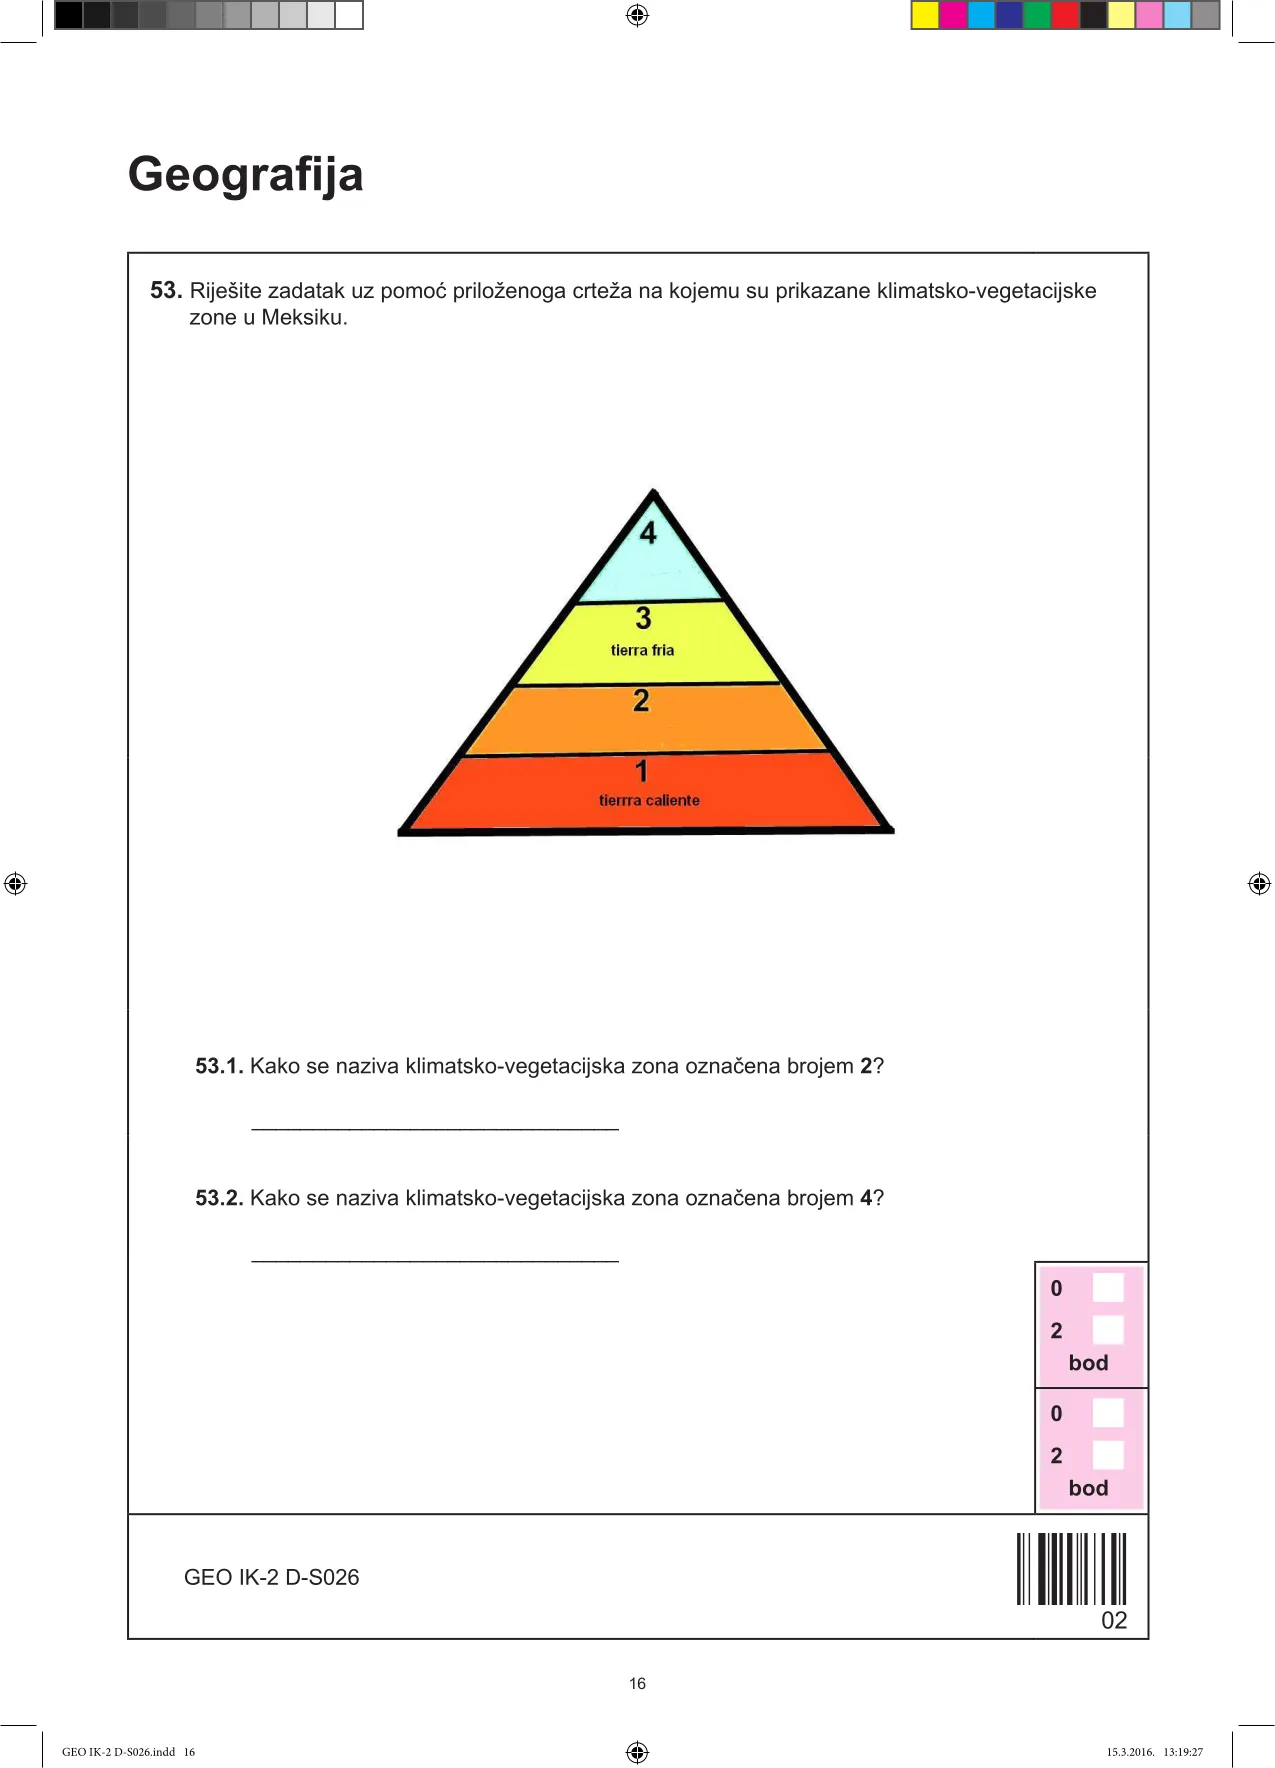 Geografija
53. Riješite zadatak uz pomoć priloženoga crteža na kojemu su prikazane klimatsko-vegetacijske
zone u Meksiku.
4
3
tierra fria
2
1
tierrra caliente
53.1. Kako se naziva klimatsko-vegetacijska zona označena brojem 2?
53.2. Kako se naziva klimatsko-vegetacijska zona označena brojem 4?
0
2
bod
0
2
bod
GEO IK-2 D-S026
02
16
GEO IK-2 D-S026.indd 16
15.3.2016. 13:19:27